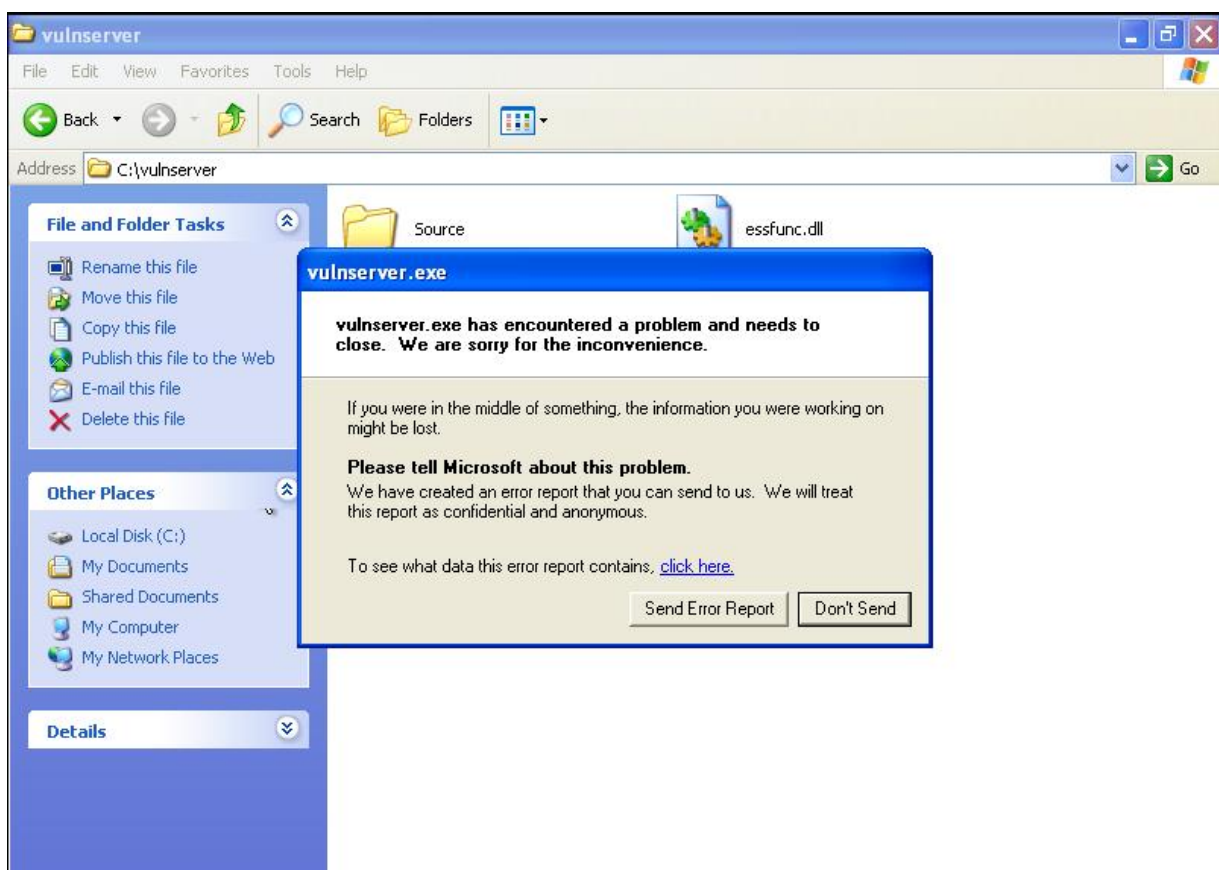 vulnserver
File Edit View Favorites Tools Help
Back Search Folders
Address C:\vulnserver Go
File and Folder Tasks
Rename this file
Move this file
Copy this file
Publish this file to the Web
E-mail this file
Delete this file
Other Places
Local Disk (C:)
My Documents
Shared Documents
My Computer
My Network Places
Details
Source essfunc.dll
vulnserver.exe
vulnserver.exe has encountered a problem and needs to
close. We are sorry for the inconvenience.
If you were in the middle of something, the information you were working on
might be lost.
Please tell Microsoft about this problem.
We have created an error report that you can send to us. We will treat
this report as confidential and anonymous.
To see what data this error report contains, click here.
Send Error Report Don't Send